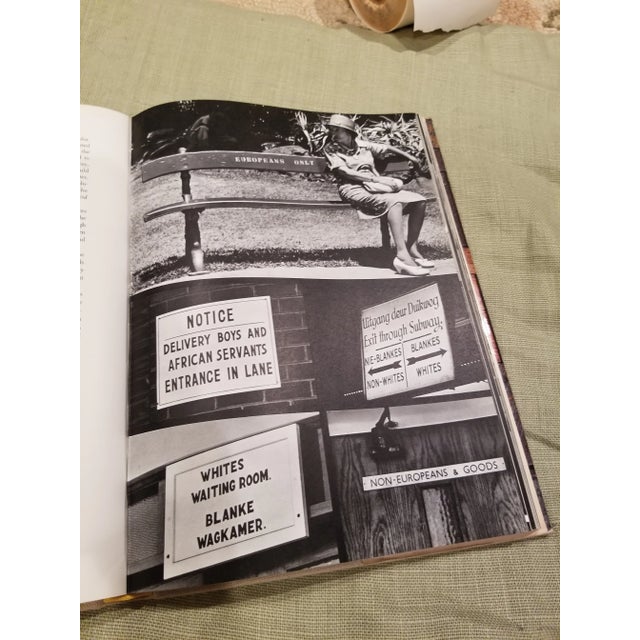 EUROPEANS ONLY
NOTICE
DELIVERY BOYS AND
AFRICAN SERVANTS
ENTRANCE IN LANE
Uitgang deur Duikweg
Exit through Subway.
NIE-BLANKES
BLANKES
NON-WHITES
WHITES
WHITES
WAITING ROOM.
BLANKE
WAGKAMER.
NON-EUROPEANS & GOODS